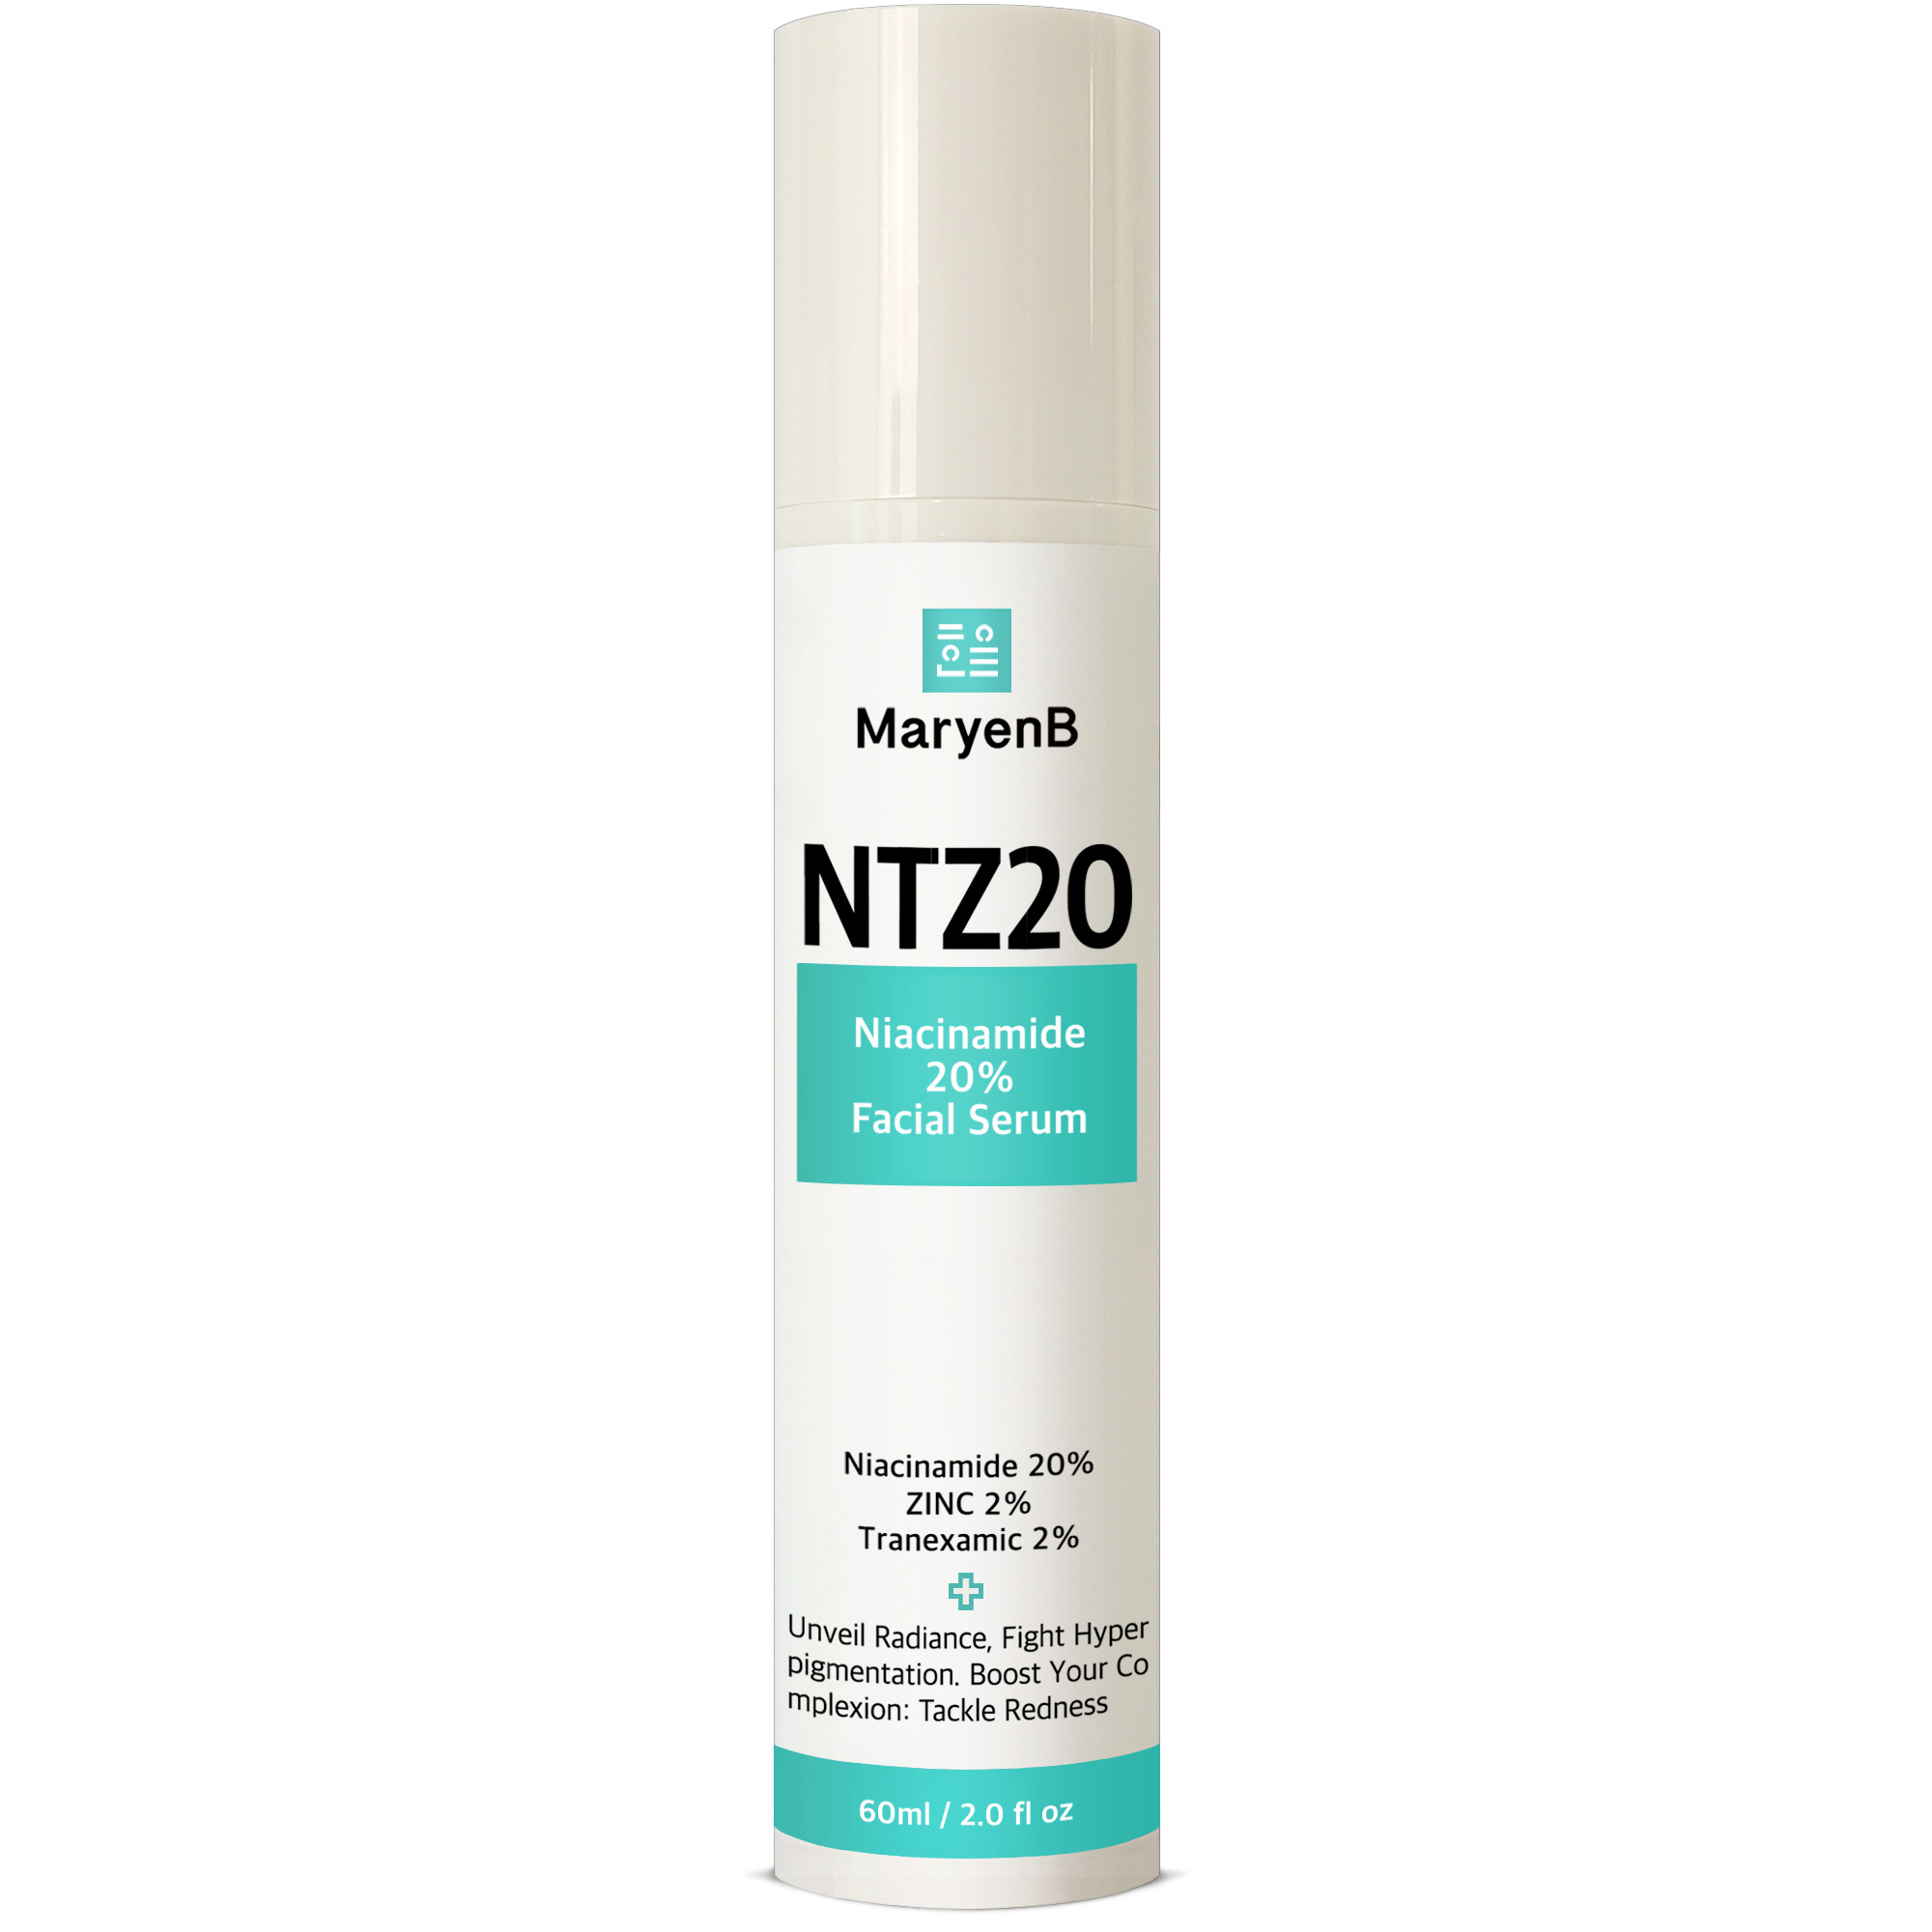 MaryenB
NTZ20
Niacinamide
20%
Facial Serum
Niacinamide 20%
ZINC 2%
Tranexamic 2%
Unveil Radiance, Fight Hyper
pigmentation. Boost Your Co
mplexion: Tackle Redness
60ml / 2.0 fl oz